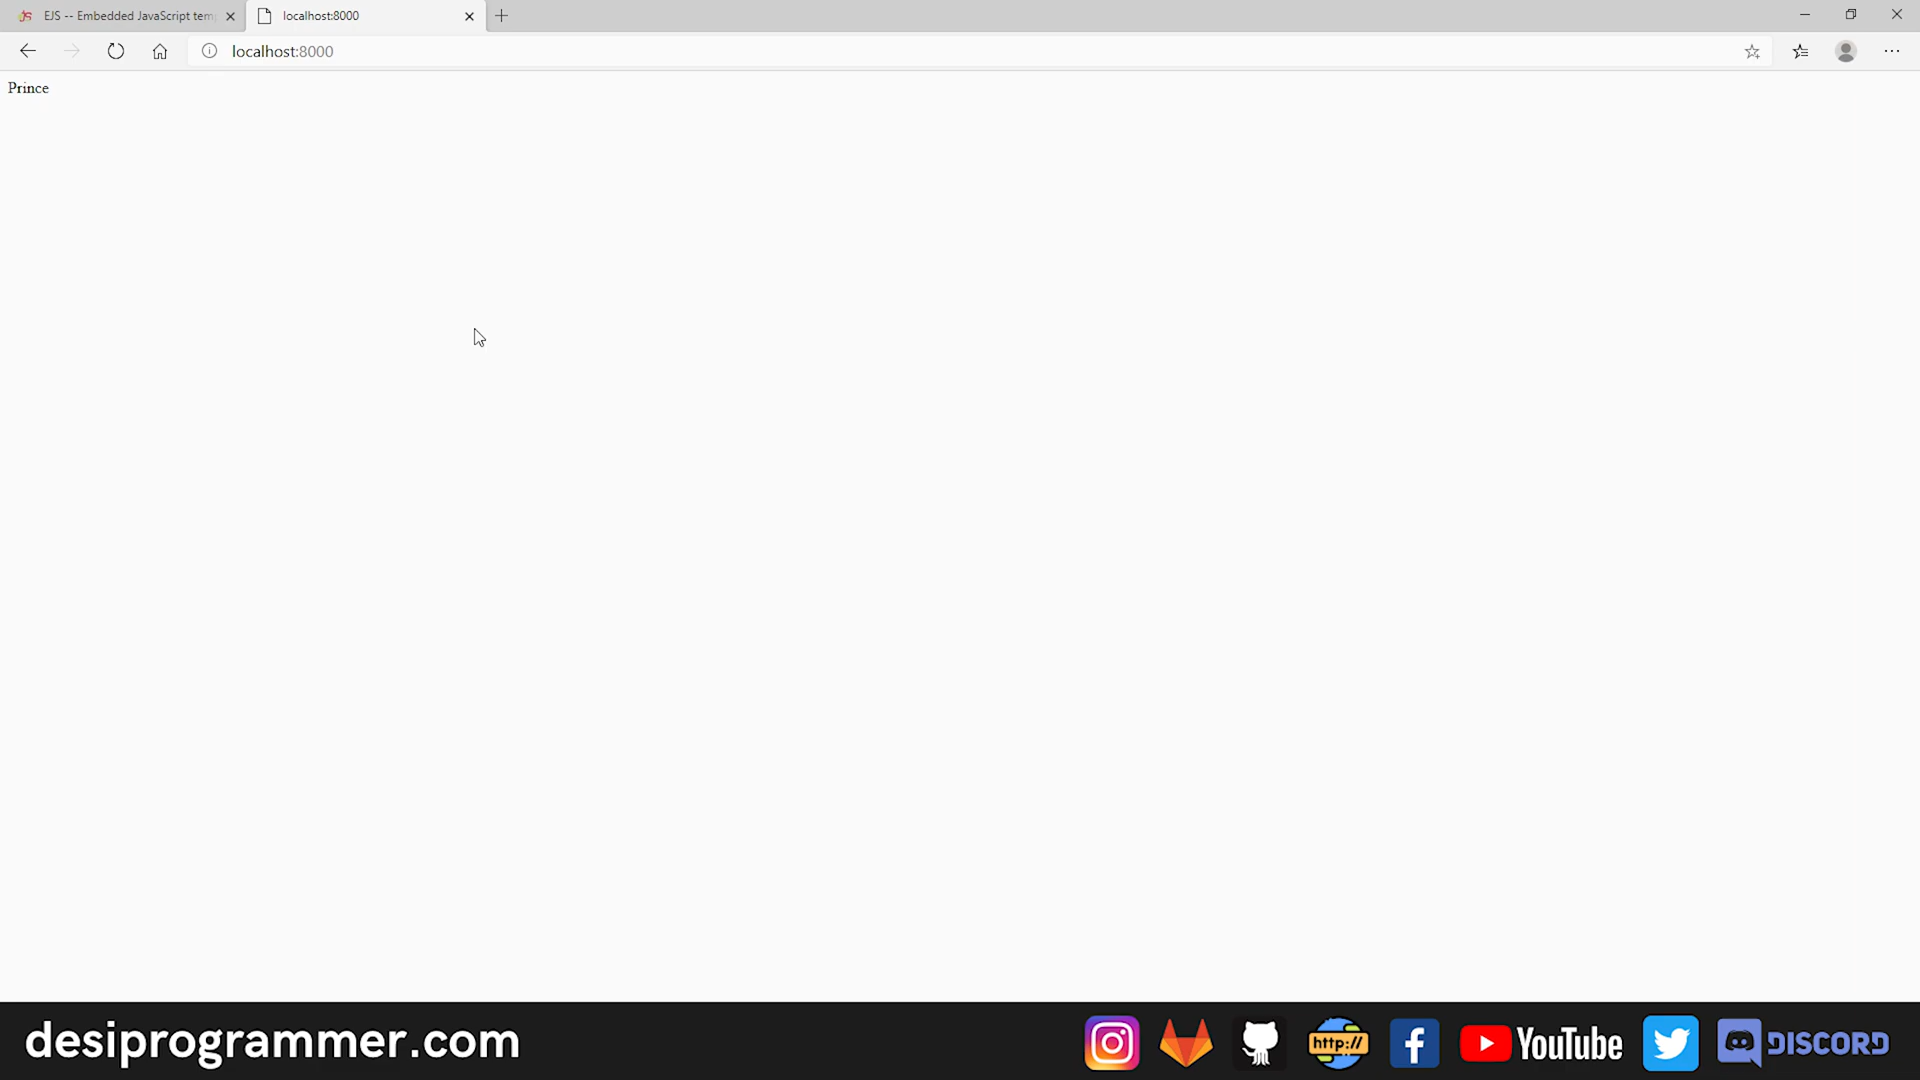 EJS -- Embedded JavaScript tem
localhost:8000
localhost:8000
Prince
desiprogrammer.com
http://
YouTube
DISCORD